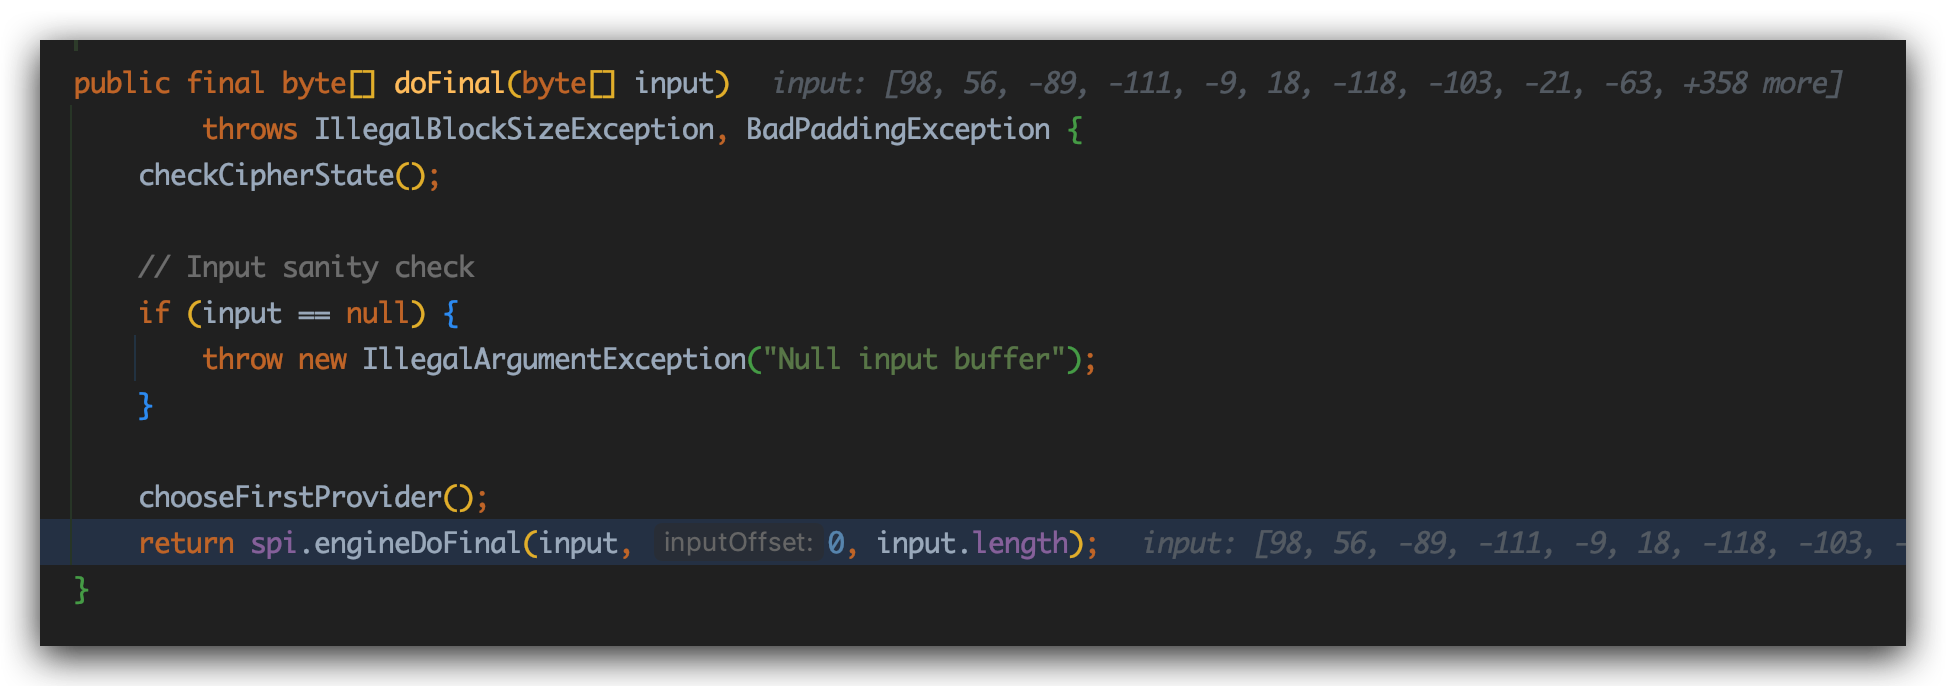 public final byte[] doFinal(byte[] input) input: [98, 56, -89, -111, -9, 18, -118, -103, -21, -63, +358 more]
throws IllegalBlockSizeException, BadPaddingException {
checkCipherState();
// Input sanity check
if (input == null) {
throw new IllegalArgumentException("Null input buffer");
}
chooseFirstProvider();
return spi.engineDoFinal(input, inputOffset: 0, input.length); input: [98, 56, -89, -111, -9, 18, -118, -103, -
}